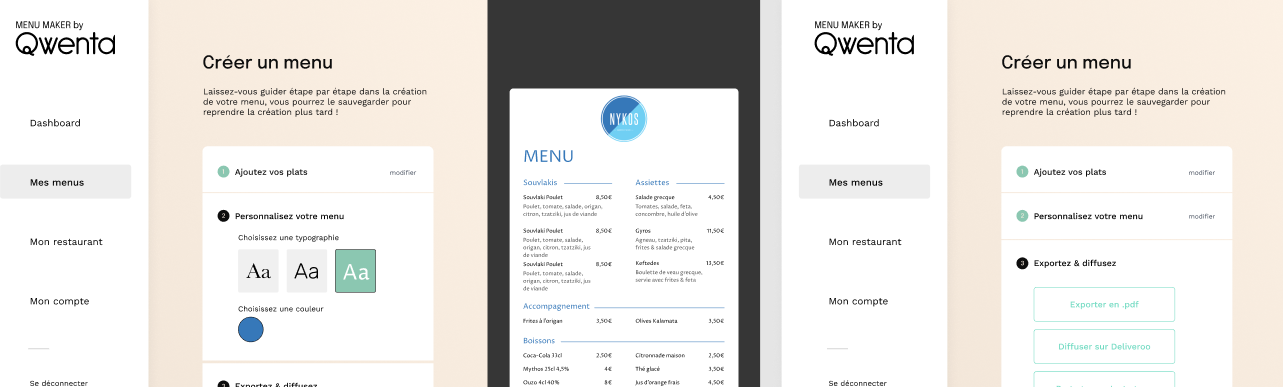 MENU MAKER by
Qwenta
Dashboard
Mes menus
Mon restaurant
Mon compte
Se déconnecter
Créer un menu
Laissez-vous guider étape par étape dans la création
de votre menu, vous pourrez le sauvegarder pour
reprendre la création plus tard !
1 Ajoutez vos plats modifier
2 Personnalisez votre menu
Choisissez une typographie
Aa Aa Aa
Choisissez une couleur
3 Exportez & diffusez
NYKOS
MENU
Souvlakis
Souvlaki Poulet 8,50€
Poulet, tomate, salade, origan,
citron, tzatziki, jus de viande
Souvlaki Poulet 8,50€
Poulet, tomate, salade,
origan, citron, tzatziki, jus
de viande
Souvlaki Poulet 8,50€
Poulet, tomate, salade,
origan, citron, tzatziki, jus
de viande
Assiettes
Salade grecque 4,50€
Tomates, salade, feta,
concombre, huile d'olive
Gyros 11,50€
Agneau, tzatziki, pita,
frites & salade grecque
Keftedes 13,50€
Boulette de veau grecque,
servie avec frites & feta
Accompagnement
Frites à l'origan 3,50€ Olives Kalamata 3,50€
Boissons
Coca-Cola 33cl 2,50€ Citronnade maison 2,50€
Mythos 25cl 4,5% 4€ Thé glacé 3,50€
Ouzo 4cl 40% 8€ Jus d'orange frais 4,50€
MENU MAKER by
Qwenta
Dashboard
Mes menus
Mon restaurant
Mon compte
Se déconnecter
Créer un menu
Laissez-vous guider étape par étape dans la création
de votre menu, vous pourrez le sauvegarder pour
reprendre la création plus tard !
1 Ajoutez vos plats modifier
2 Personnalisez votre menu modifier
3 Exportez & diffusez
Exporter en .pdf
Diffuser sur Deliveroo